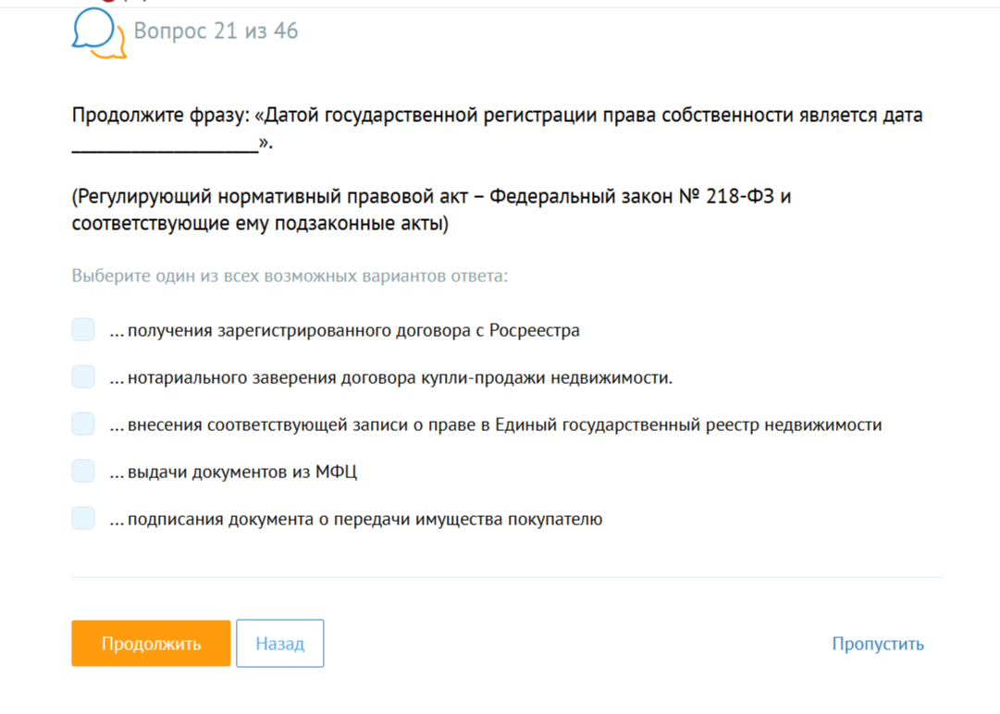 Вопрос 21 из 46
Продолжите фразу: «Датой государственной регистрации права собственности является дата
____________________».
(Регулирующий нормативный правовой акт – Федеральный закон № 218-ФЗ и
соответствующие ему подзаконные акты)
Выберите один из всех возможных вариантов ответа:
... получения зарегистрированного договора с Росреестра
... нотариального заверения договора купли-продажи недвижимости.
... внесения соответствующей записи о праве в Единый государственный реестр недвижимости
... выдачи документов из МФЦ
... подписания документа о передачи имущества покупателю
Продолжить Назад Пропустить